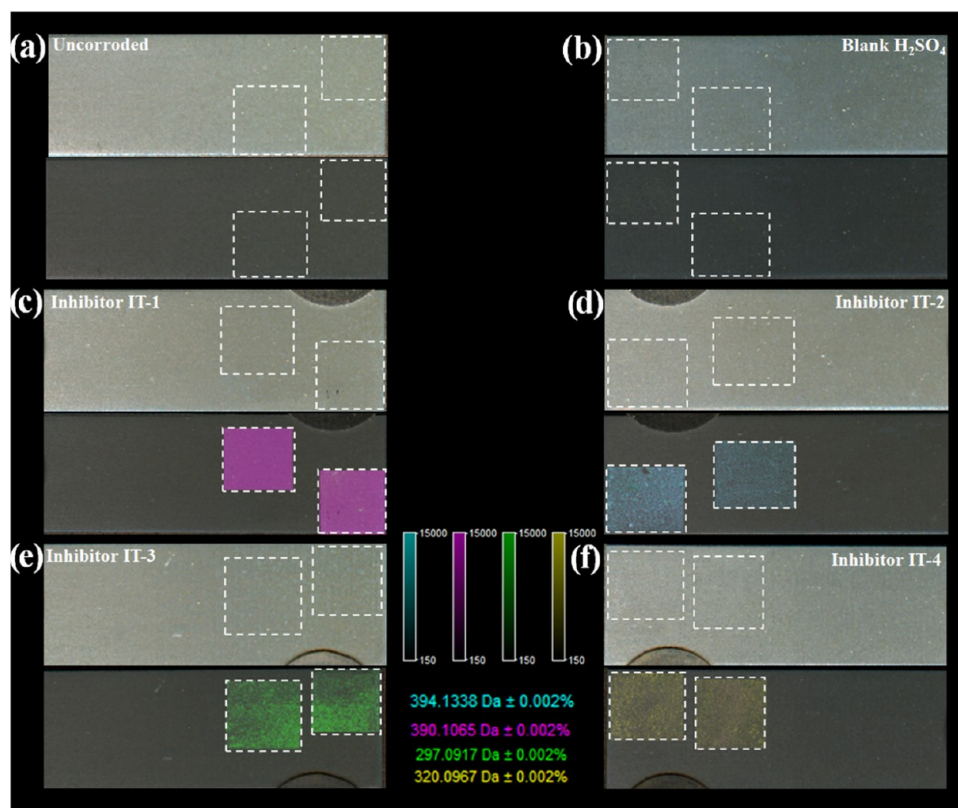 (a) Uncorroded
(b) Blank H₂SO₄
(c) Inhibitor IT-1
(d) Inhibitor IT-2
(e) Inhibitor IT-3
(f) Inhibitor IT-4
15000 15000 15000 15000
150 150 150 150
394.1338 Da ± 0.002%
390.1065 Da ± 0.002%
297.0917 Da ± 0.002%
320.0967 Da ± 0.002%